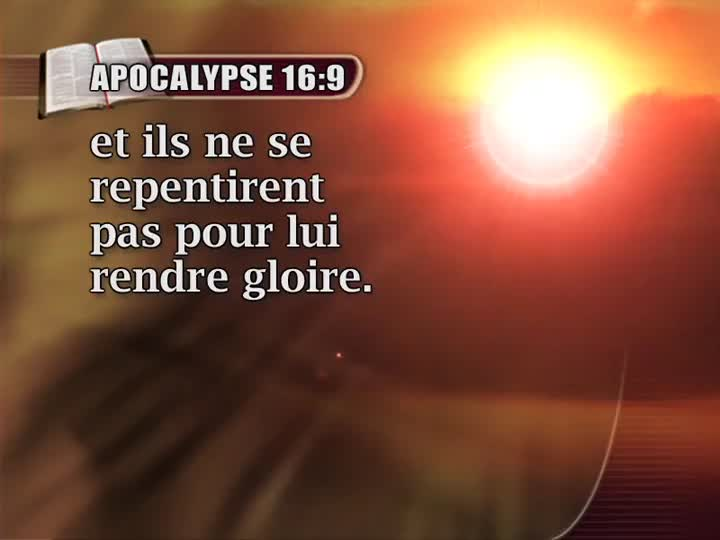 APOCALYPSE 16:9
et ils ne se
repentirent
pas pour lui
rendre gloire.